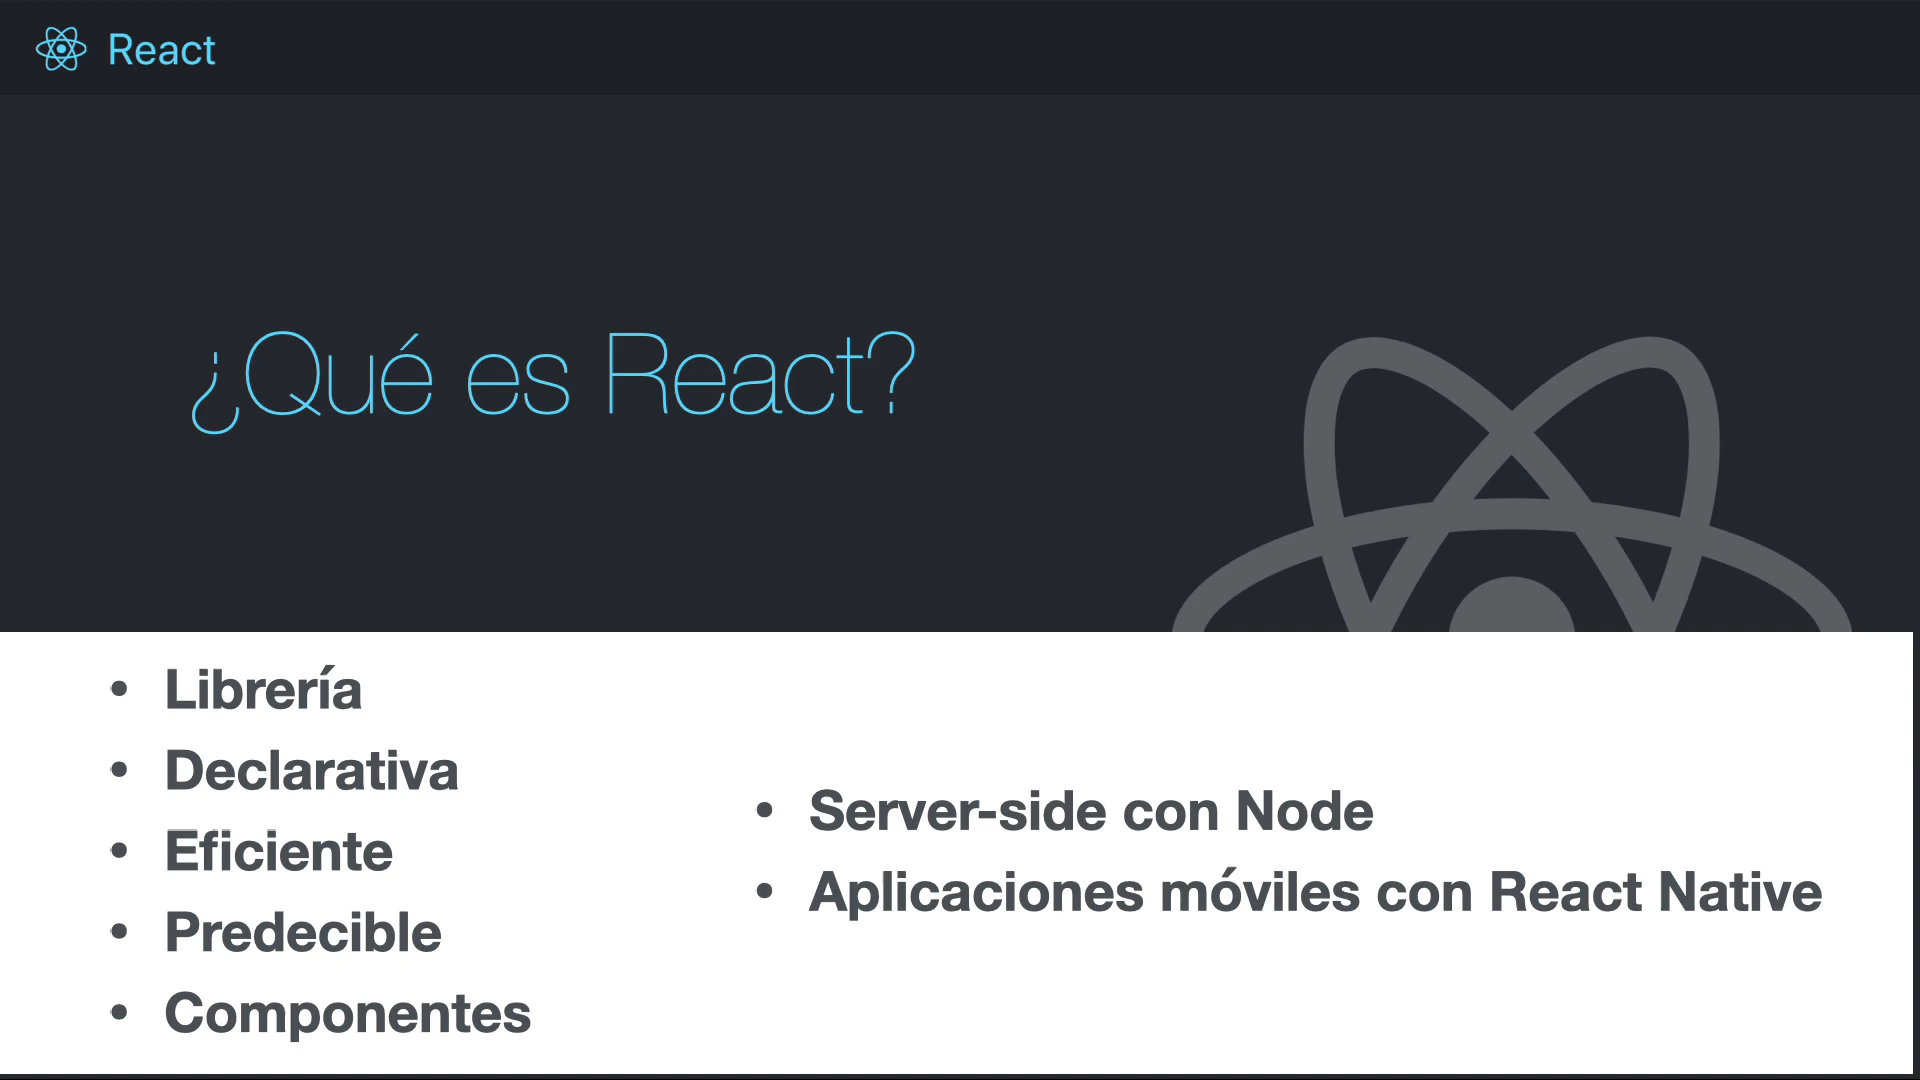 React
¿Qué es React?
• Librería
• Declarativa
• Eficiente
• Predecible
• Componentes
• Server-side con Node
• Aplicaciones móviles con React Native